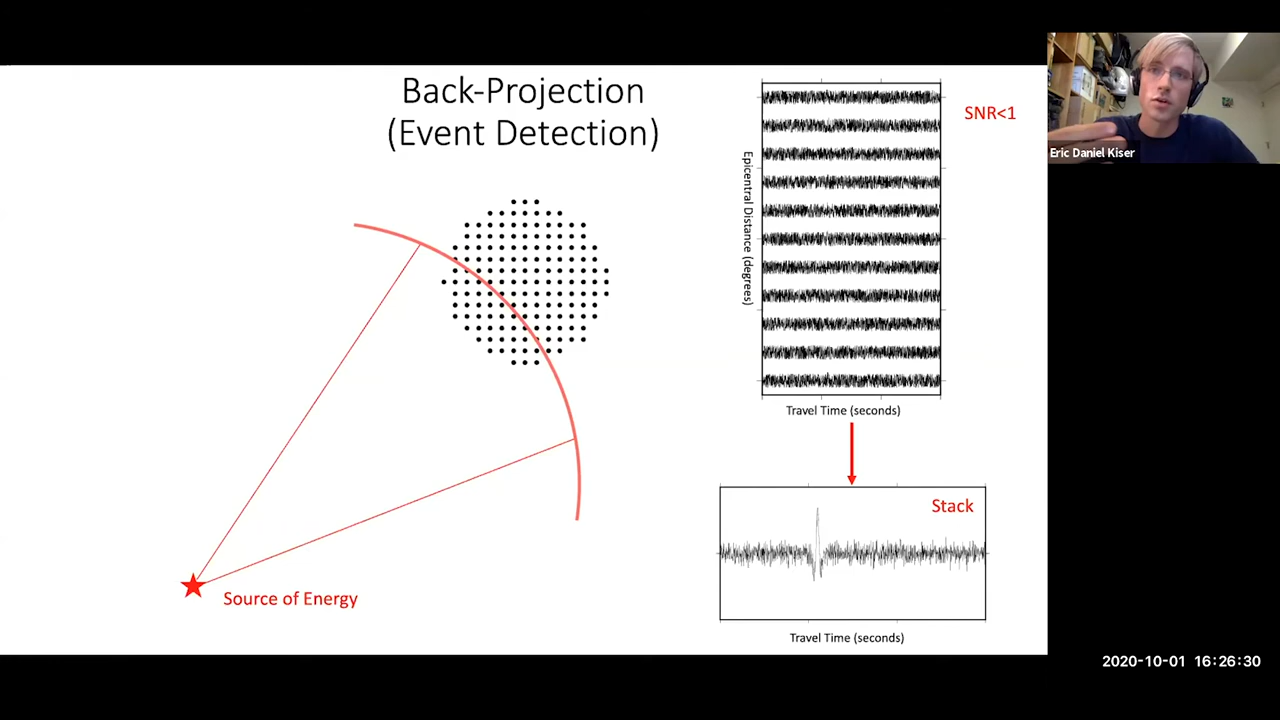 Back-Projection
(Event Detection)
SNR<1
Epicentral Distance (degrees)
Travel Time (seconds)
Stack
Travel Time (seconds)
Source of Energy
Eric Daniel Kiser
2020-10-01 16:26:30